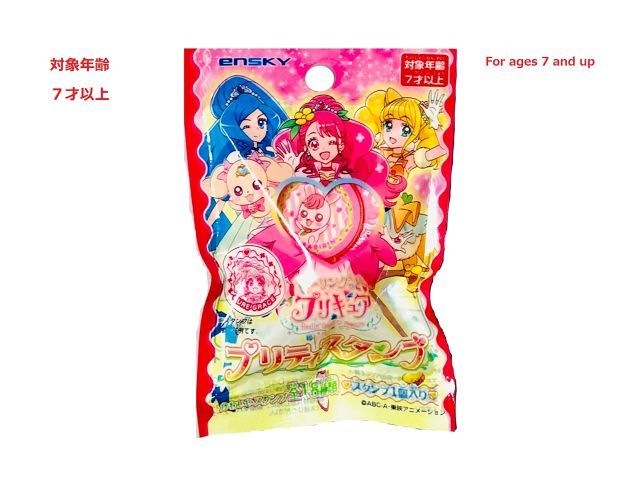 対象年齢
7才以上
For ages 7 and up
ensky
対象年齢
7才以上
CURE GRACE
プリキュア
プリティスタンプ
スタンプ1個入り
©ABC-A・東映アニメーション